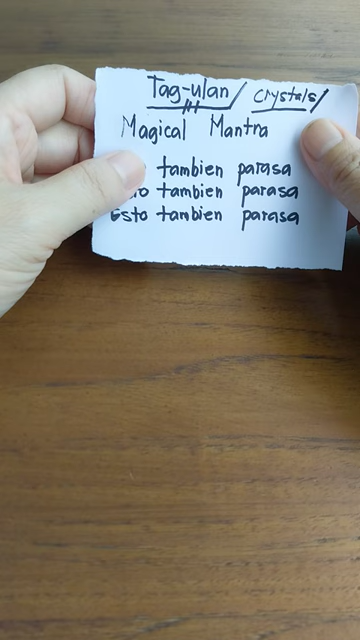 Tag-ulan/ crystals/
Magical Mantra
tambien parasa
tambien parasa
Esto tambien parasa